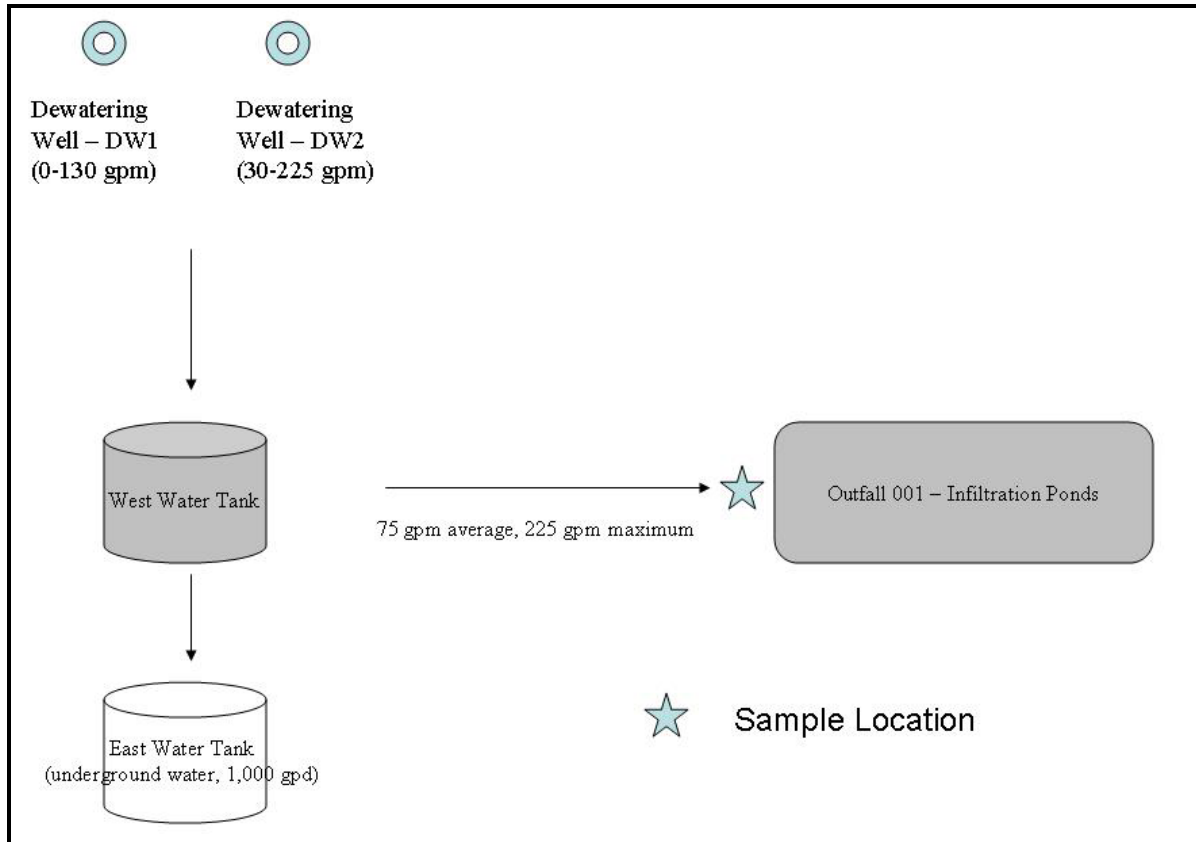 Dewatering
Well – DW1
(0-130 gpm)
Dewatering
Well – DW2
(30-225 gpm)
West Water Tank
75 gpm average, 225 gpm maximum
Outfall 001 – Infiltration Ponds
East Water Tank
(underground water, 1,000 gpd)
Sample Location